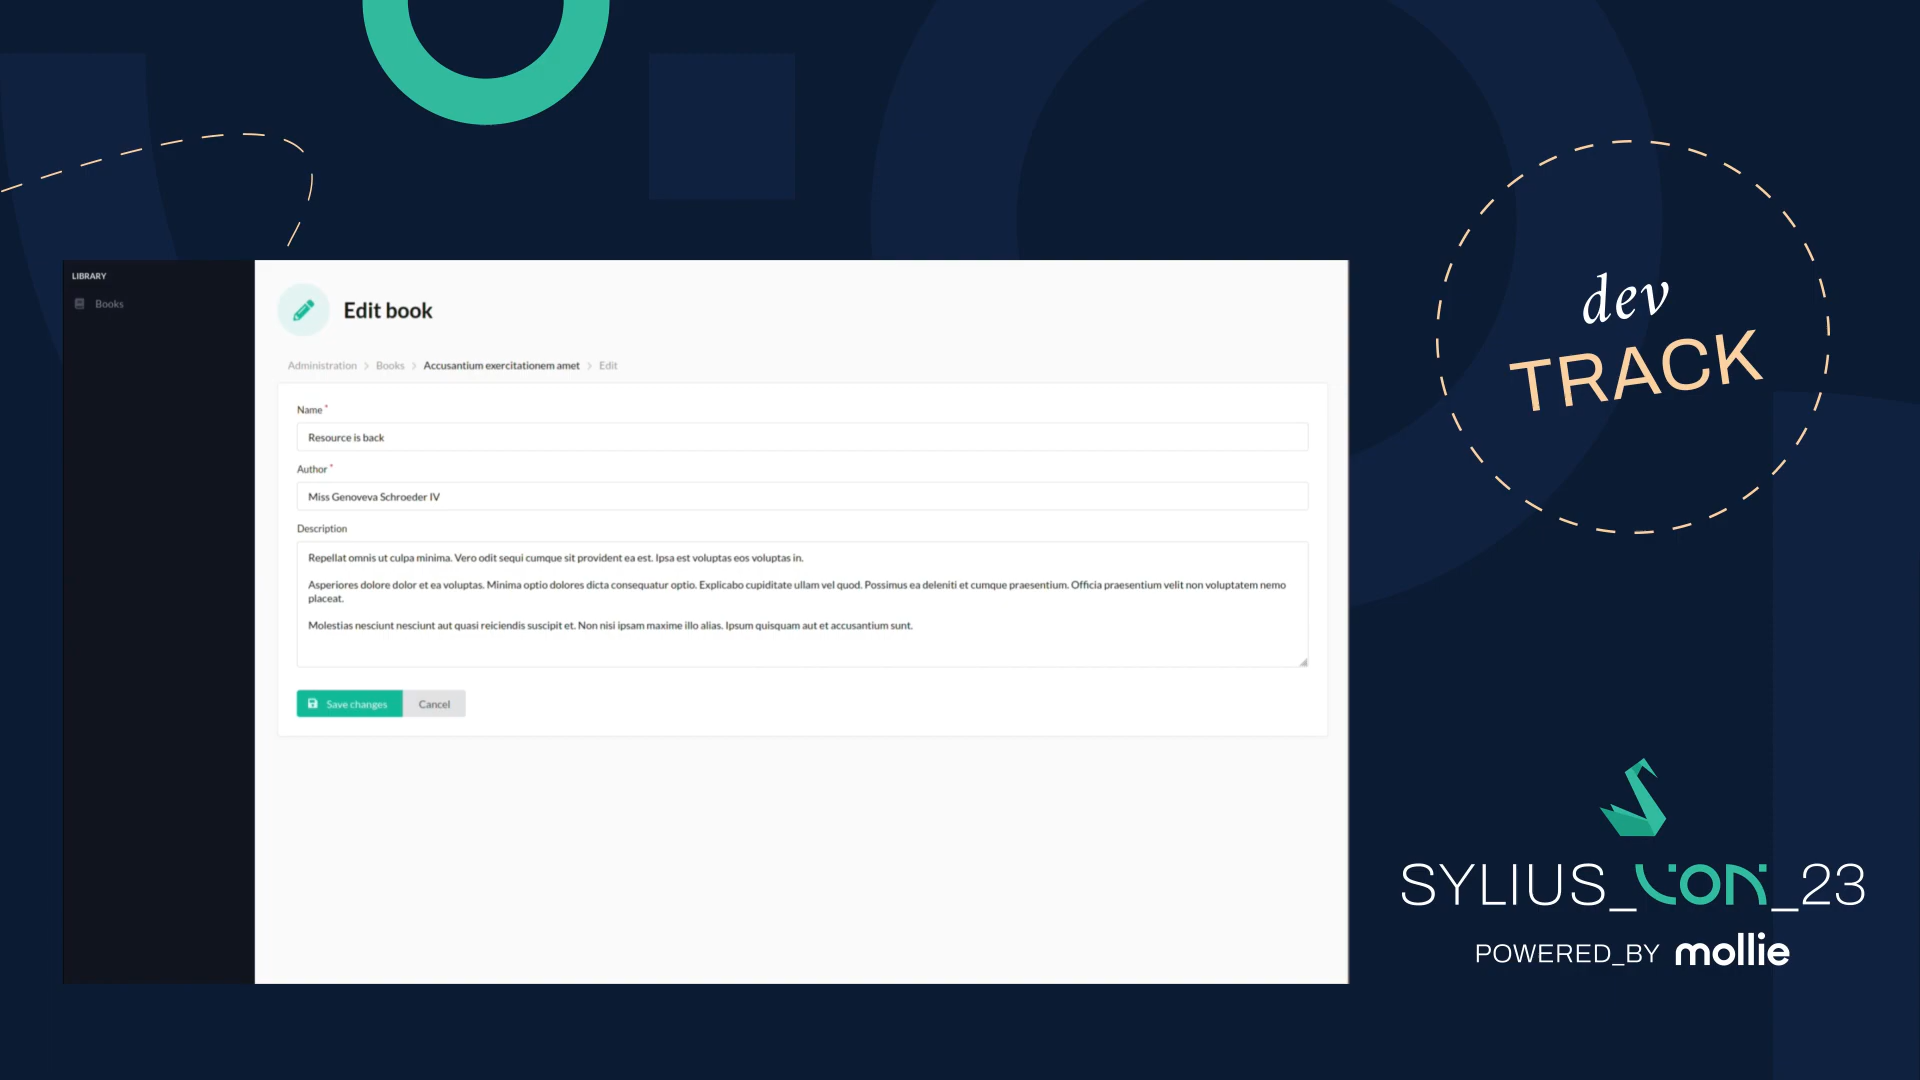 LIBRARY
Books
Edit book
Administration > Books > Accusantium exercitationem amet > Edit
Name *
Resource is back
Author *
Miss Genoveva Schroeder IV
Description
Repellat omnis ut culpa minima. Vero odit sequi cumque sit provident ea est. Ipsa est voluptas eos voluptas in.
Asperiores dolore dolor et ea voluptas. Minima optio dolores dicta consequatur optio. Explicabo cupiditate ullam vel quod. Possimus ea deleniti et cumque praesentium. Officia praesentium velit non voluptatem nemo
placeat.
Molestias nesciunt nesciunt aut quasi reiciendis suscipit et. Non nisi ipsam maxime illo alias. Ipsum quisquam aut et accusantium sunt.
Save changes
Cancel
dev
TRACK
SYLIUS_CON_23
POWERED_BY mollie